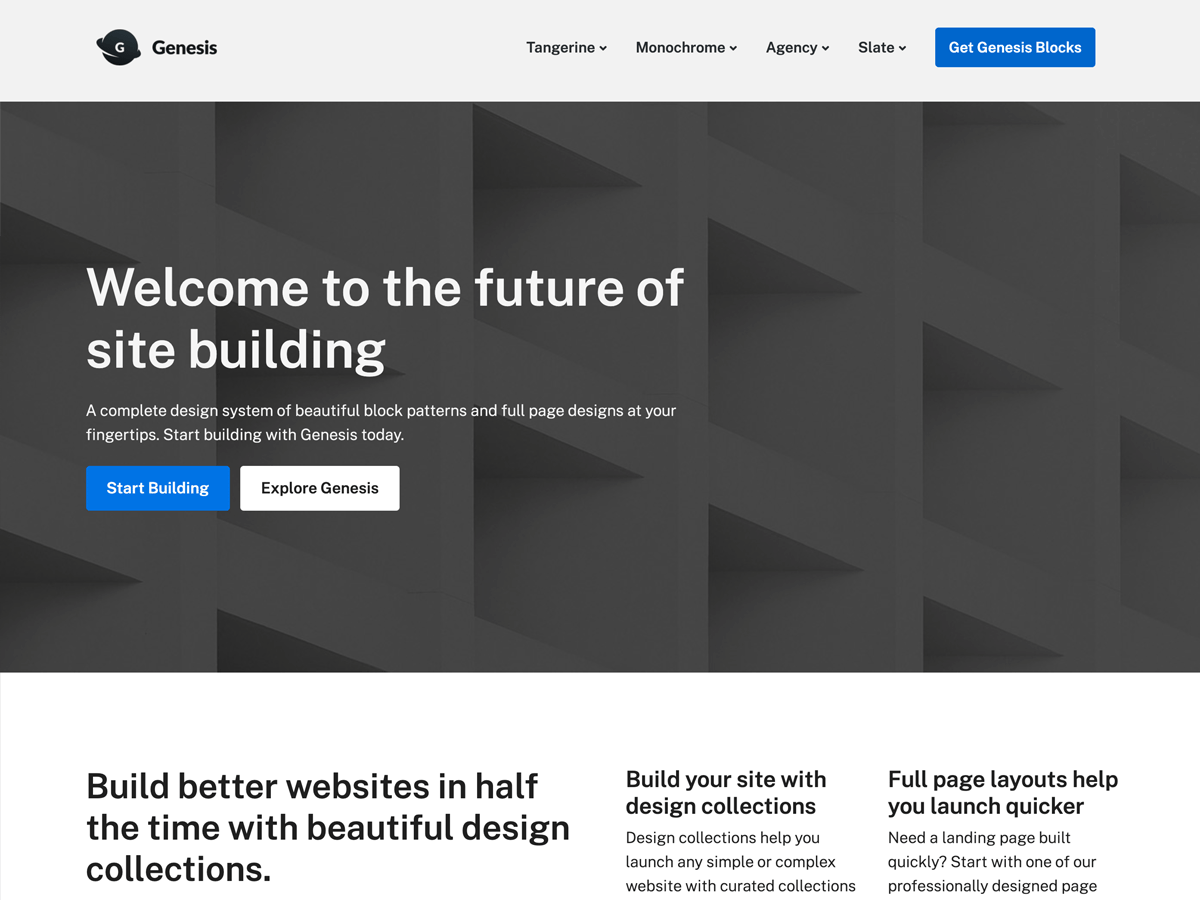 G
Genesis
Tangerine
Monochrome
Agency
Slate
Get Genesis Blocks
Welcome to the future of
site building
A complete design system of beautiful block patterns and full page designs at your
fingertips. Start building with Genesis today.
Start Building
Explore Genesis
Build better websites in half
the time with beautiful design
collections.
Build your site with
design collections
Design collections help you
launch any simple or complex
website with curated collections
Full page layouts help
you launch quicker
Need a landing page built
quickly? Start with one of our
professionally designed page